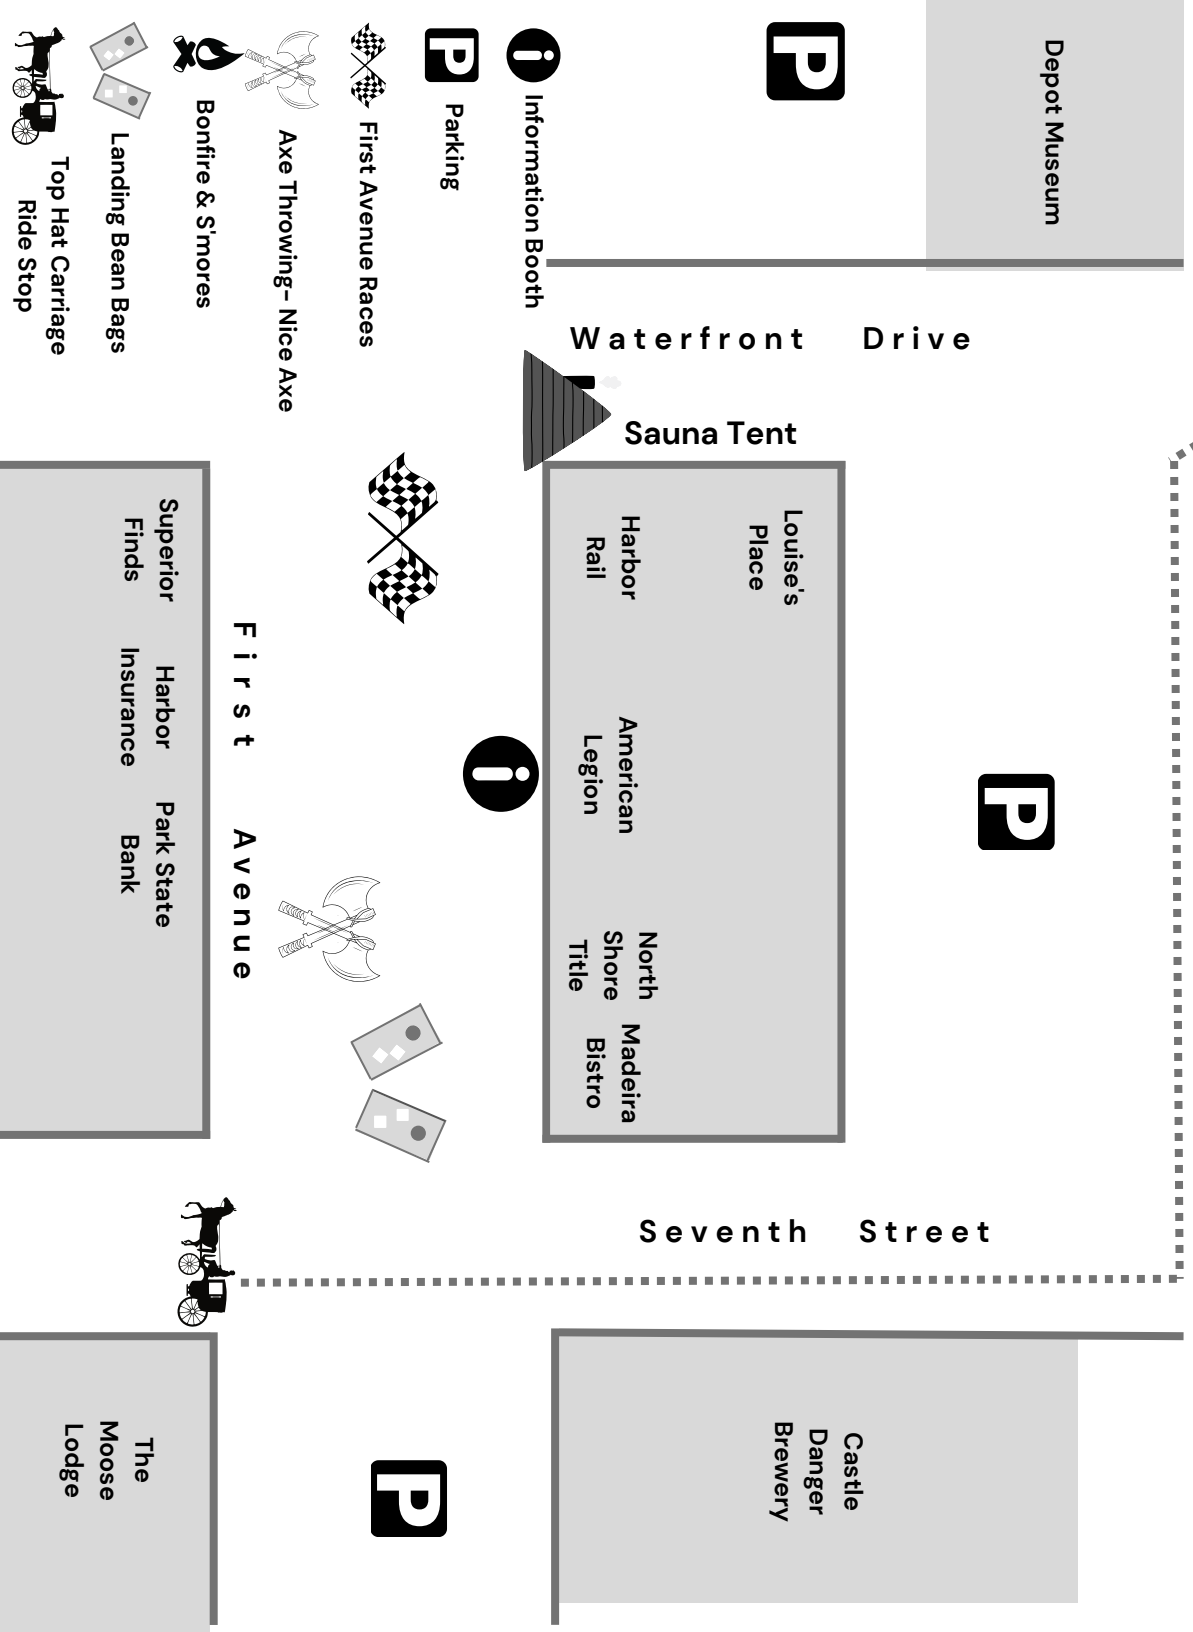 Depot Museum
P
Information Booth
P
Parking
First Avenue Races
Axe Throwing- Nice Axe
Bonfire & S'mores
Landing Bean Bags
Top Hat Carriage
Ride Stop
Waterfront Drive
Sauna Tent
Louise's
Place
Harbor
Rail
American
Legion
North
Shore
Title
Madeira
Bistro
P
Superior
Finds
Harbor
Insurance
Park State
Bank
First Avenue
Seventh Street
Castle
Danger
Brewery
P
The
Moose
Lodge